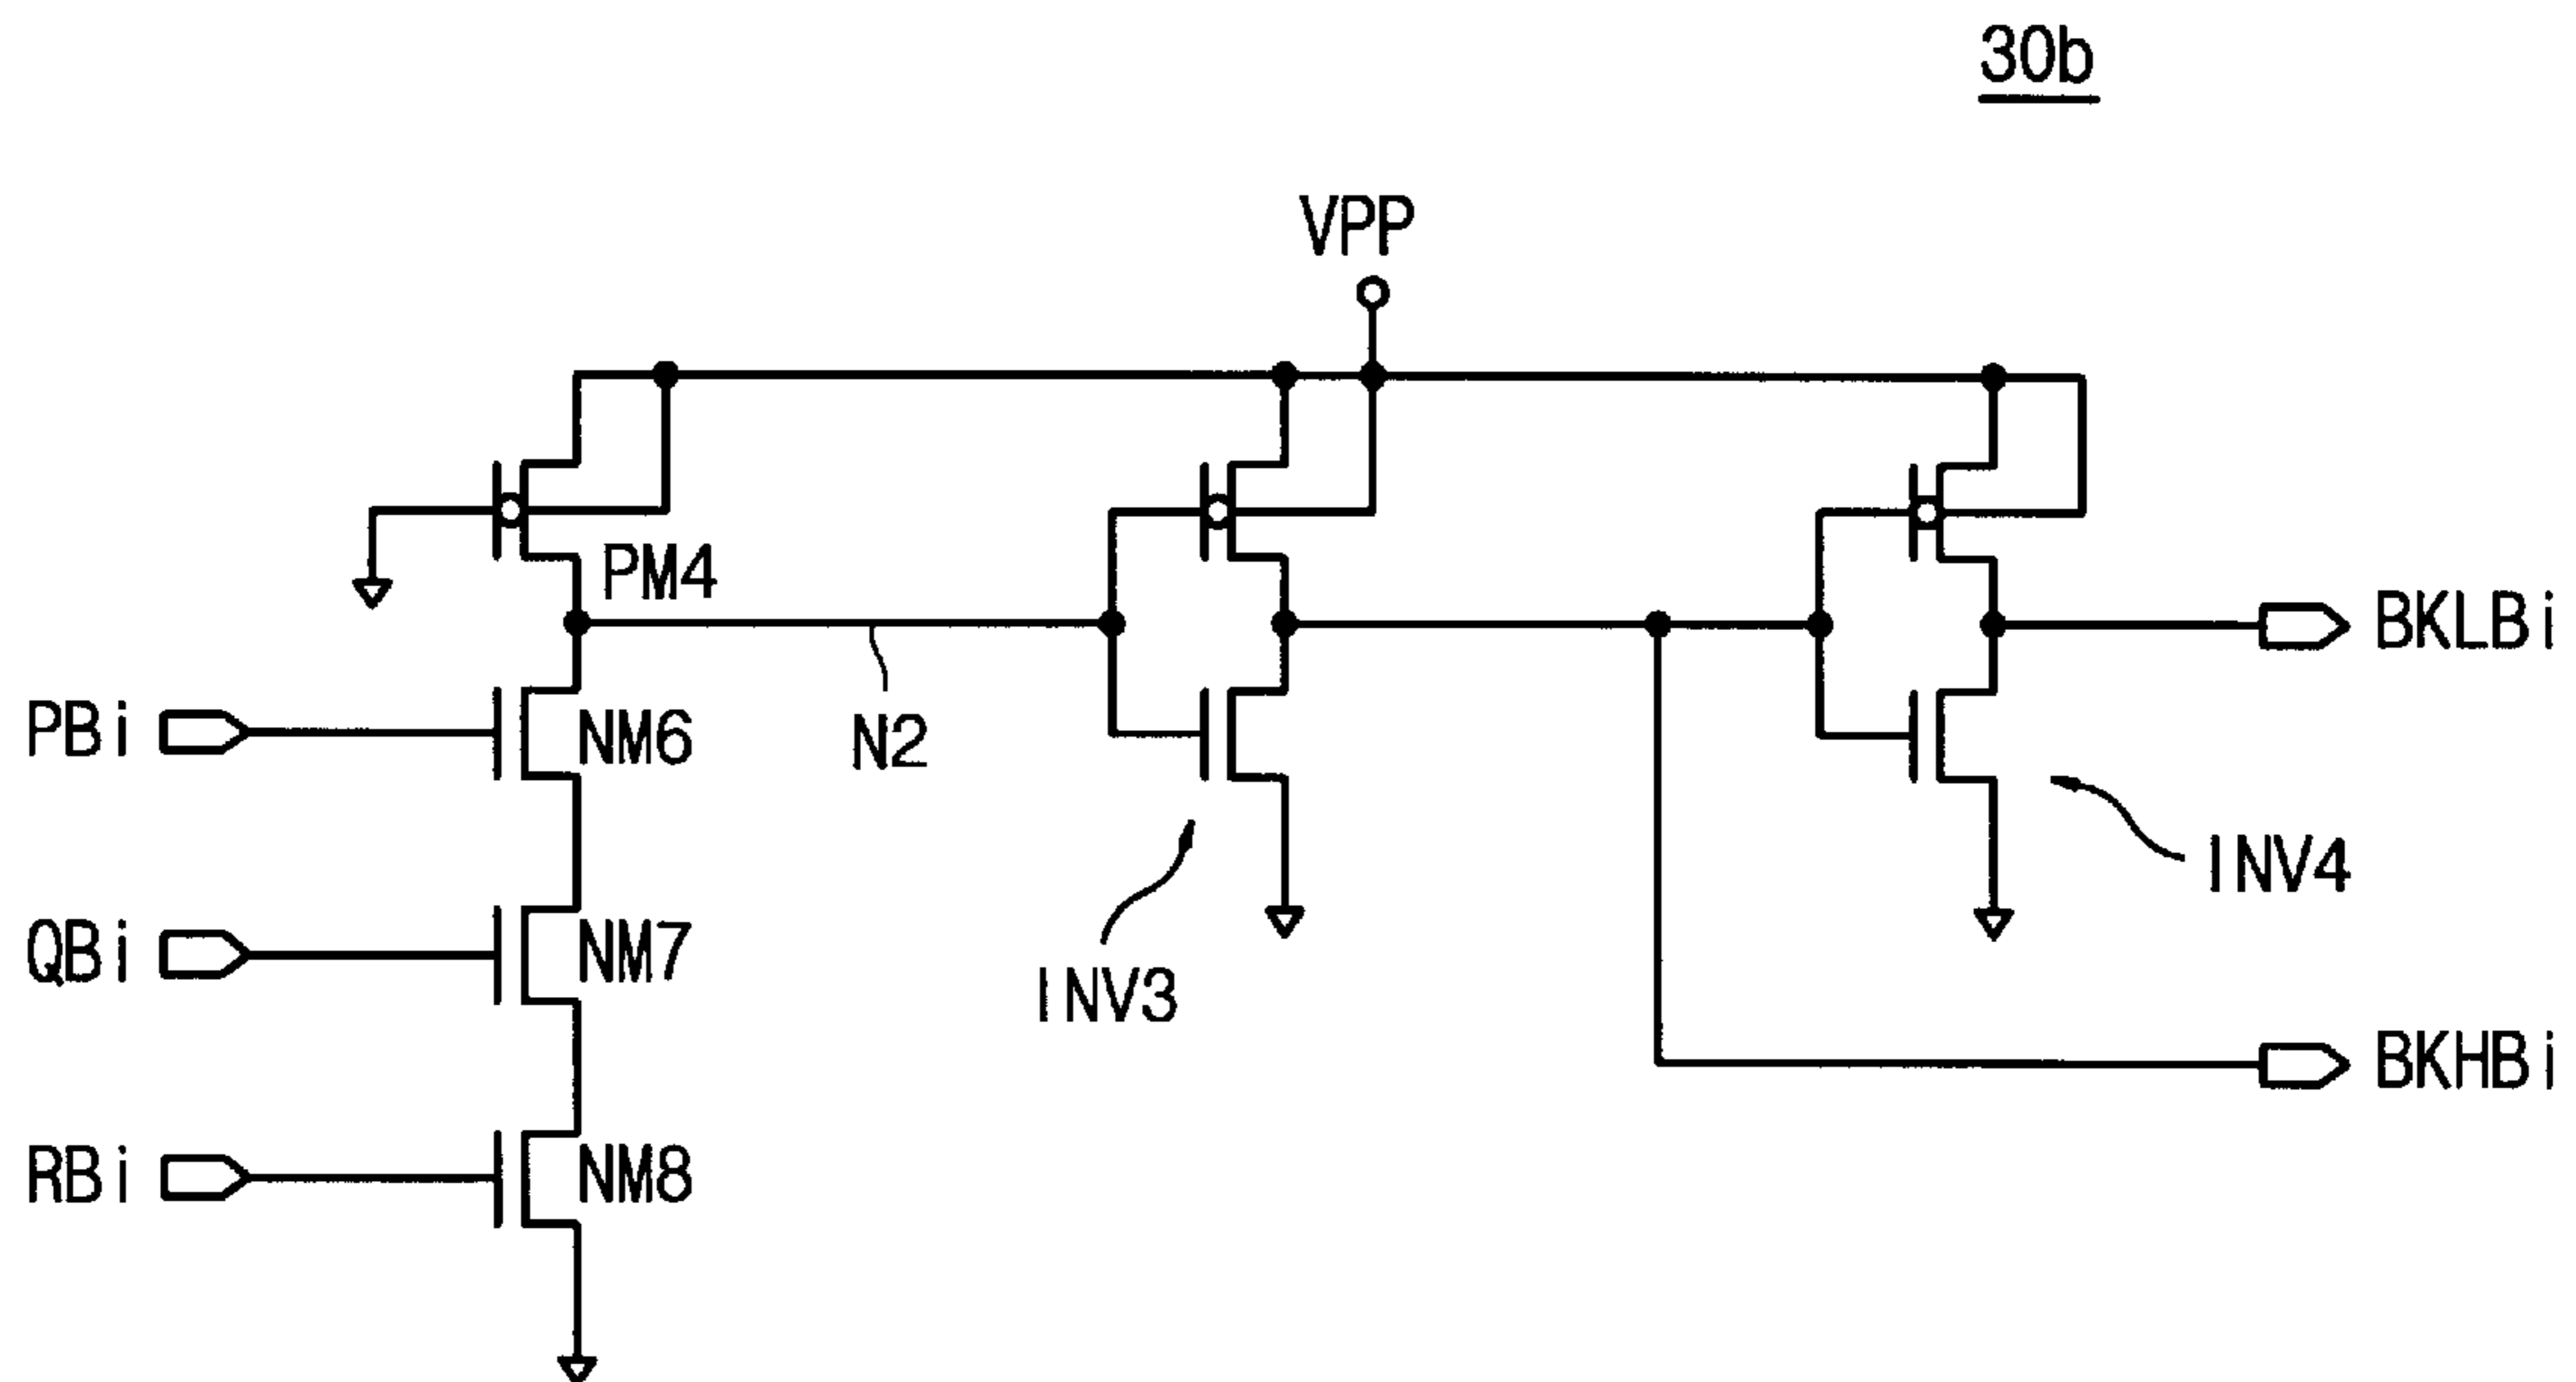 30b
VPP
PM4
BKLBi
PBi
NM6
N2
INV4
QBi
NM7
INV3
BKHBi
RBi
NM8